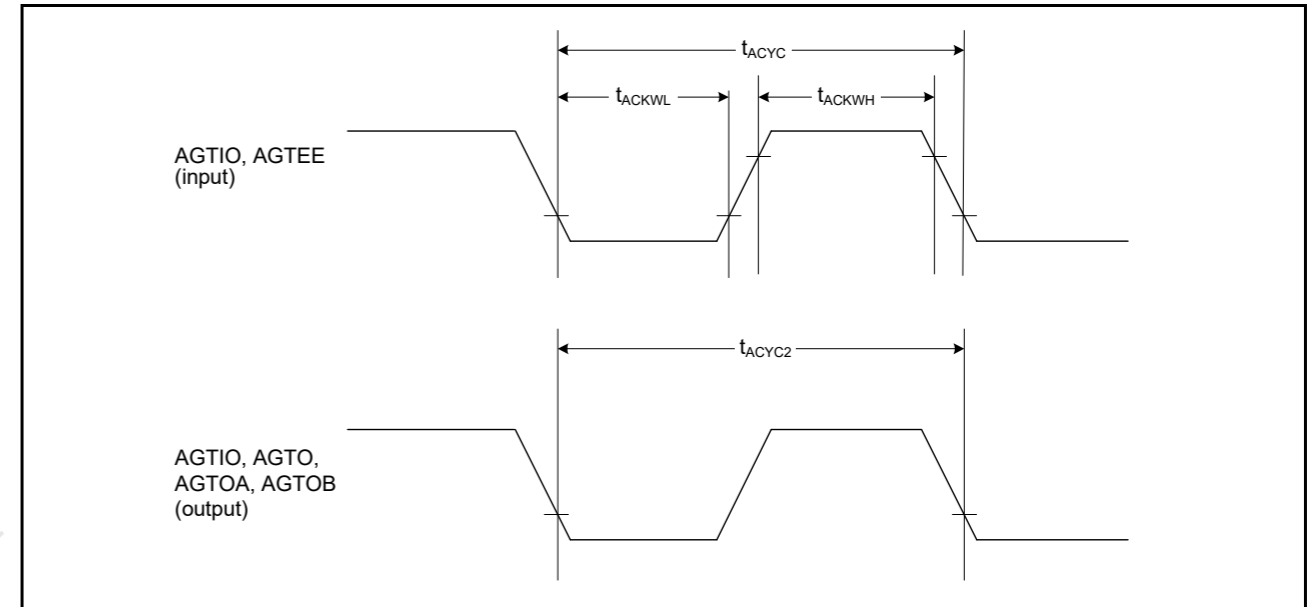 tACYC
tACKWL
tACKWH
AGTIO, AGTEE
(input)
tACYC2
AGTIO, AGTO,
AGTOA, AGTOB
(output)